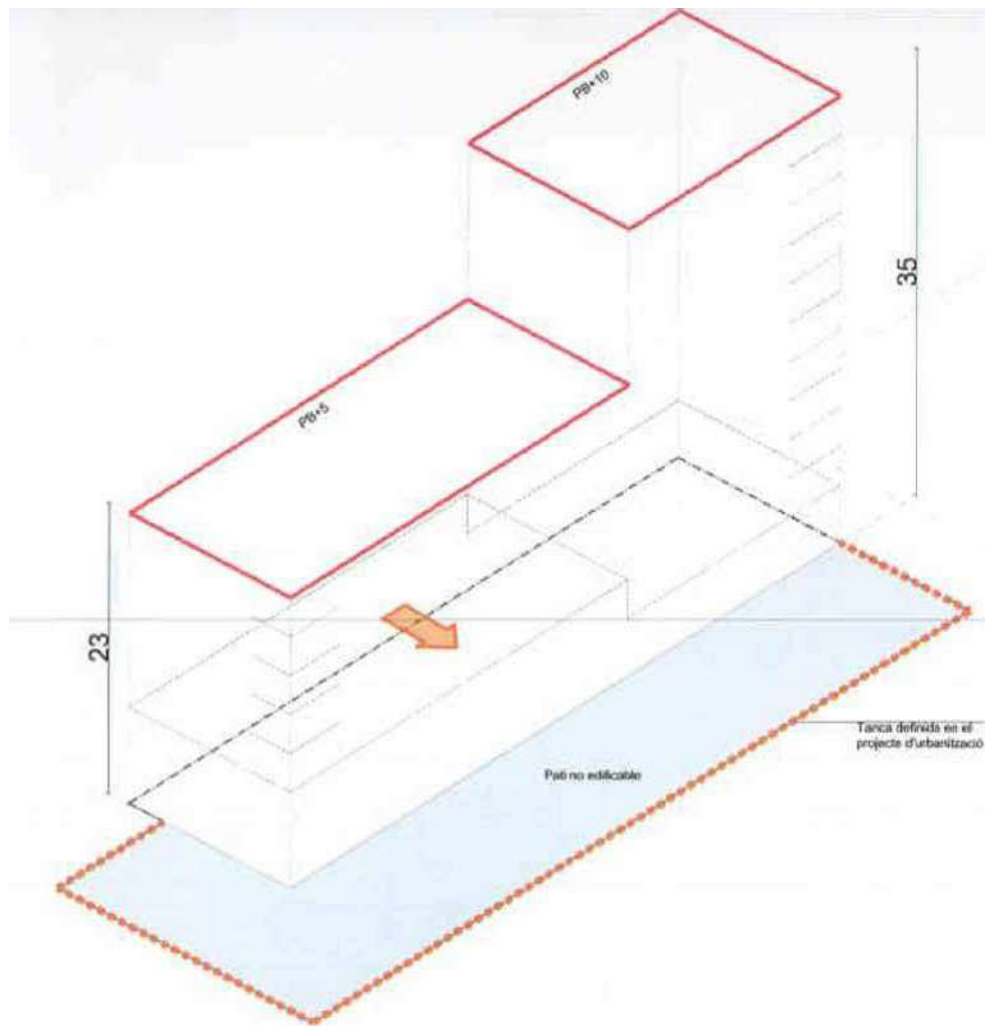 PB+10
35
PB+5
23
Tanca definida en el
projecte d'urbanització
Pati no edificable